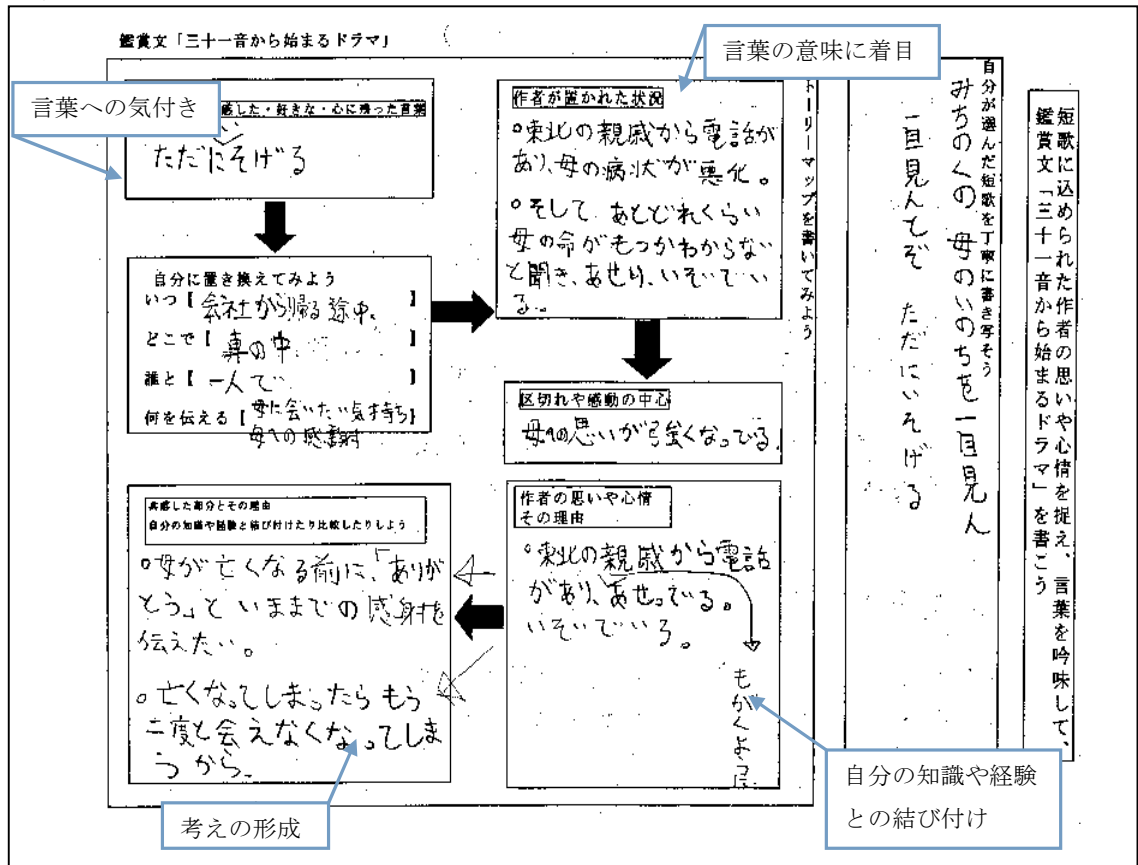 短歌に込められた作者の思いや心情を捉え、言葉を吟味して、
鑑賞文「三十一音から始まるドラマ」を書こう
自分が選んだ短歌を丁寧に書き写そう
みちのくの 母のいのちを一目見ん
一目見んとぞ ただにいそげる
鑑賞文「三十一音から始まるドラマ」
トーリーマップを書いてみよう
言葉への気付き
感した・好きな・心に残った言葉
い
ただにそげる
自分に置き換えてみよう
いつ【会社から帰る途中。】
どこで【車の中】
誰と【一人で】
何を伝える【母に会いたい気持ち】
母への感謝
言葉の意味に着目
作者が置かれた状況
○東北の親戚から電話が
あり、母の病状が悪化。
○そして あとどれくらい
母の命がもつかわからない
と聞き、あせり、いそいでい
る。
区切れや感動の中心
母への思いが強くなっている。
作者の思いや心情
その理由
○東北の親戚から電話
があり、あせっている。
いそいでいる。
もがくように
自分の知識や経験
との結び付け
共感した部分とその理由
自分の知識や経験と結び付けたり比較したりしよう
○母が亡くなる前に、「ありが
とう」といままでの感謝を
伝えたい。
○亡くなってしまったらもう
二度と会えなくなってしま
うから、
考えの形成